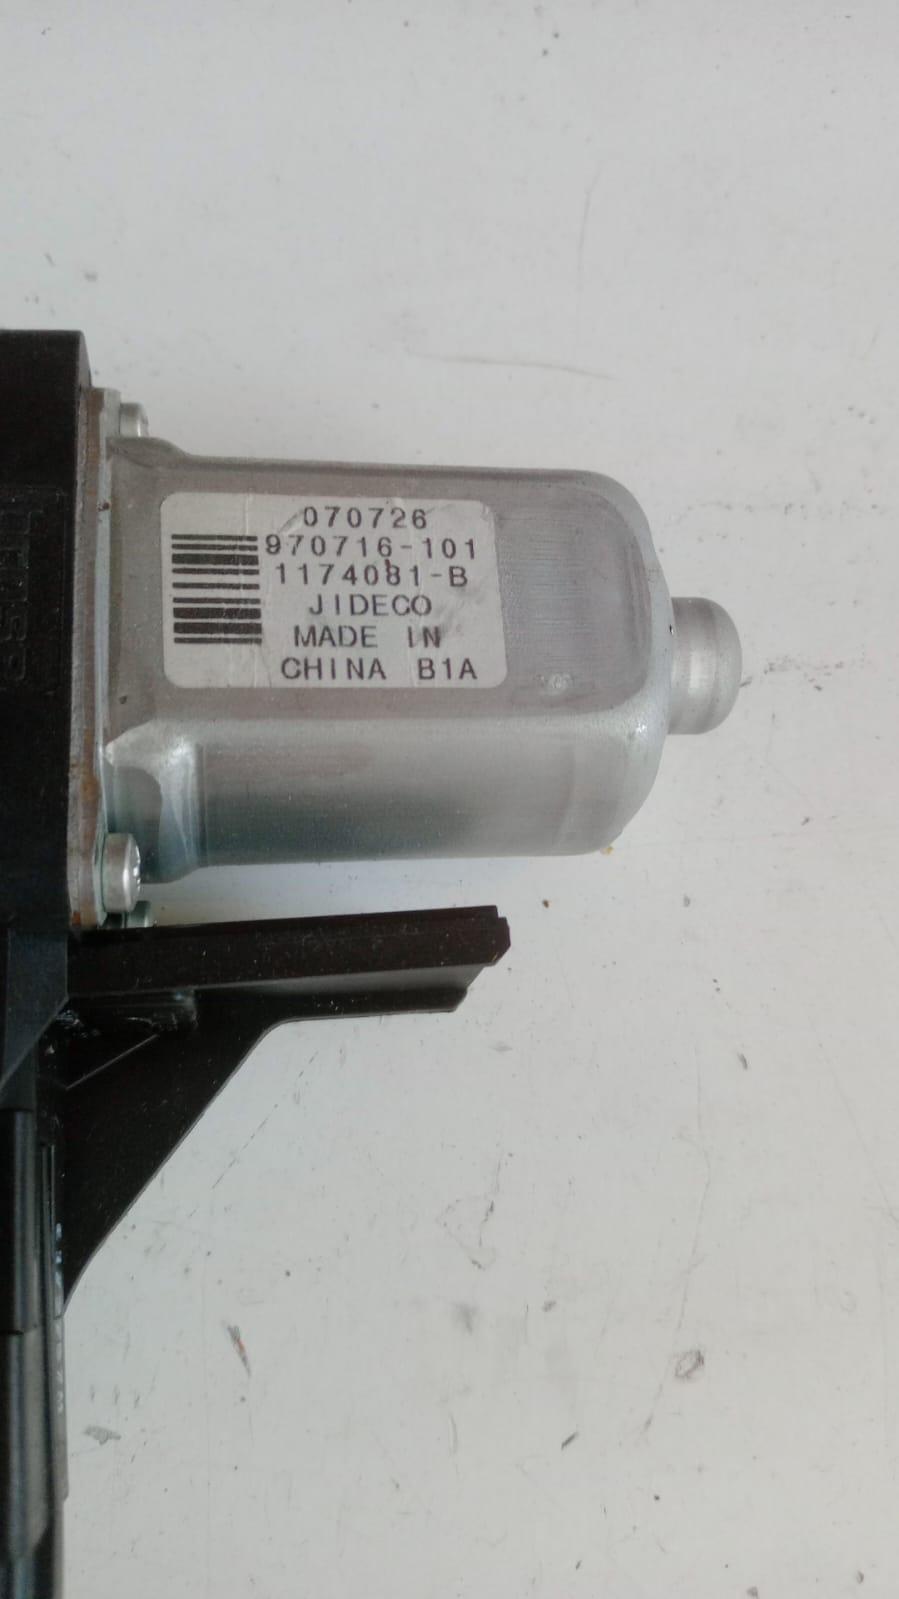 070726
970716-101
1174081-B
JIDECO
MADE IN
CHINA B1A